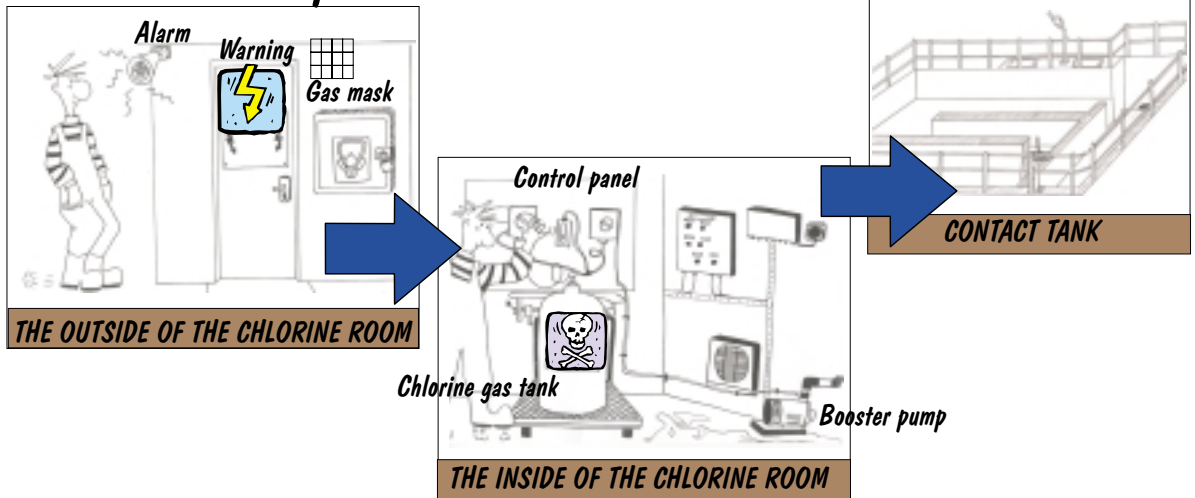 Alarm
Warning
Gas mask
THE OUTSIDE OF THE CHLORINE ROOM
Control panel
Chlorine gas tank
Booster pump
THE INSIDE OF THE CHLORINE ROOM
CONTACT TANK